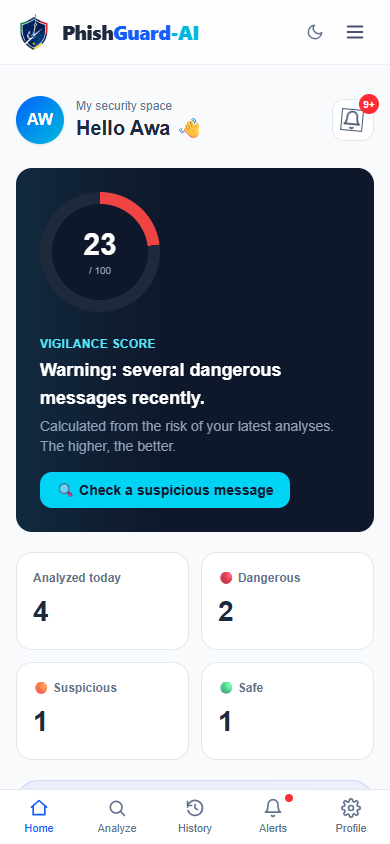 PhishGuard-AI
AW
My security space
Hello Awa 👋
9+
23
/ 100
VIGILANCE SCORE
Warning: several dangerous
messages recently.
Calculated from the risk of your latest analyses.
The higher, the better.
🔍 Check a suspicious message
Analyzed today
4
Dangerous
2
Suspicious
1
Safe
1
Home
Analyze
History
Alerts
Profile